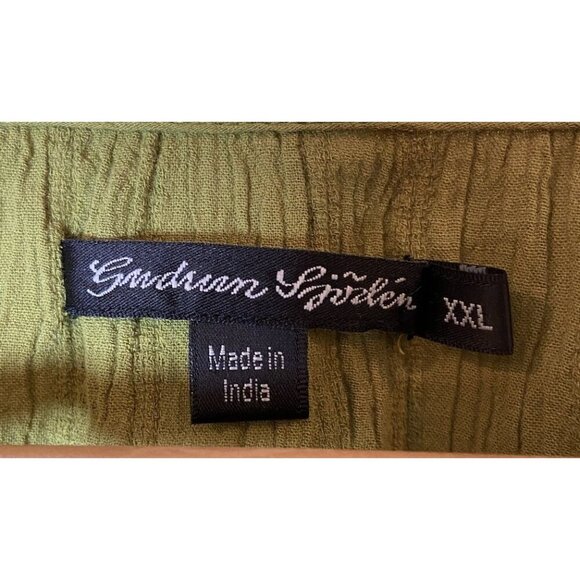 Gudrun Sjödén
XXL
Made in
India